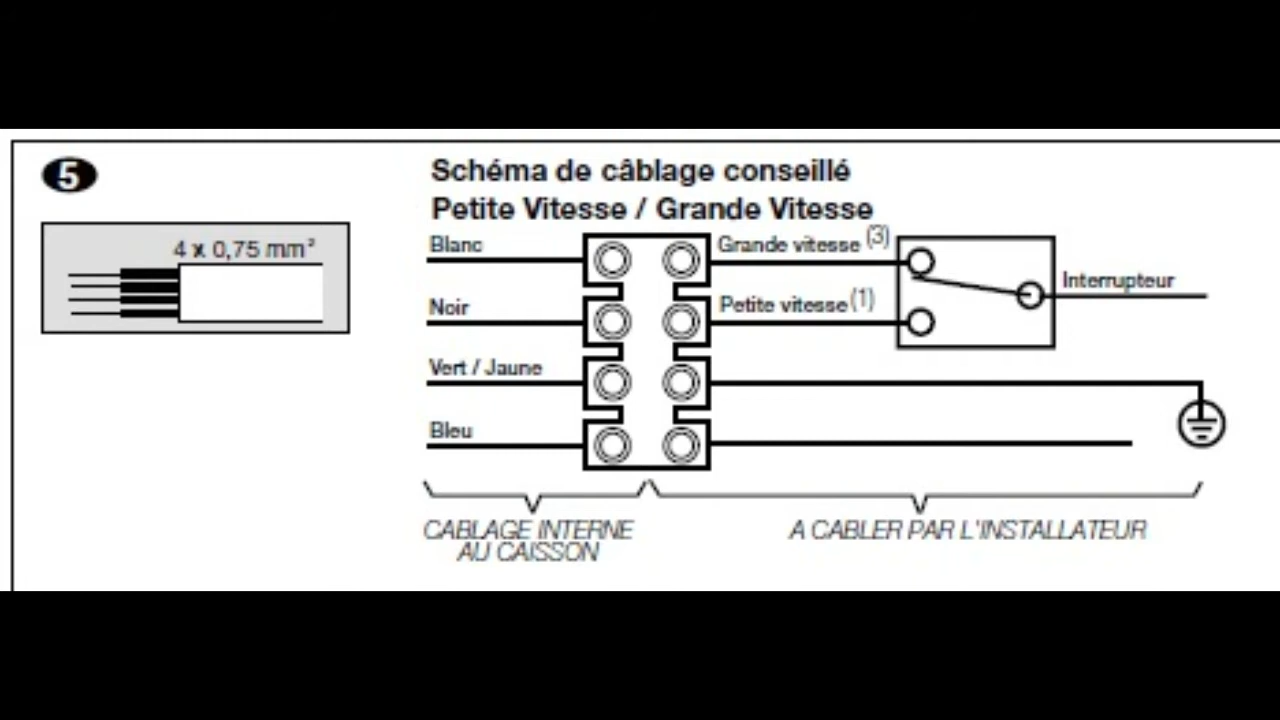 5
Schéma de câblage conseillé
Petite Vitesse / Grande Vitesse
4 x 0,75 mm²
Blanc
Grande vitesse (3)
Interrupteur
Noir
Petite vitesse (1)
Vert / Jaune
Bleu
CABLAGE INTERNE
AU CAISSON
A CABLER PAR L'INSTALLATEUR